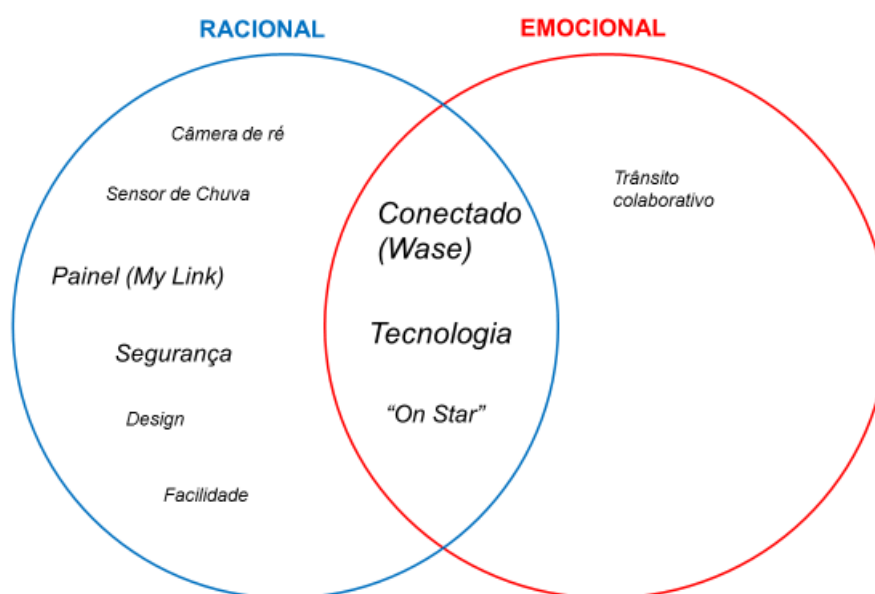 RACIONAL
EMOCIONAL
Câmera de ré
Sensor de Chuva
Painel (My Link)
Segurança
Design
Facilidade
Conectado
(Wase)
Tecnologia
“On Star”
Trânsito
colaborativo